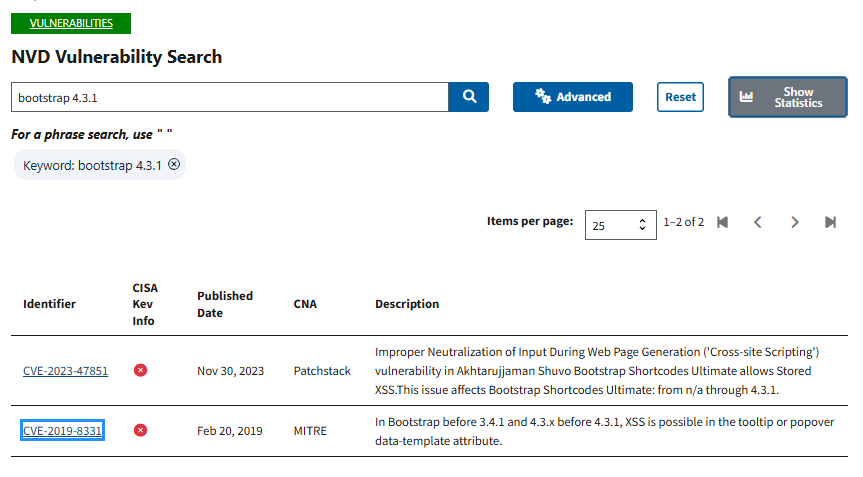 VULNERABILITIES
NVD Vulnerability Search
bootstrap 4.3.1
Advanced
Reset
Show
Statistics
For a phrase search, use " "
Keyword: bootstrap 4.3.1
Items per page:
25
1–2 of 2
Identifier
CISA
Kev
Info
Published
Date
CNA
Description
CVE-2023-47851
Nov 30, 2023
Patchstack
Improper Neutralization of Input During Web Page Generation ('Cross-site Scripting')
vulnerability in Akhtarujjaman Shuvo Bootstrap Shortcodes Ultimate allows Stored
XSS.This issue affects Bootstrap Shortcodes Ultimate: from n/a through 4.3.1.
CVE-2019-8331
Feb 20, 2019
MITRE
In Bootstrap before 3.4.1 and 4.3.x before 4.3.1, XSS is possible in the tooltip or popover
data-template attribute.